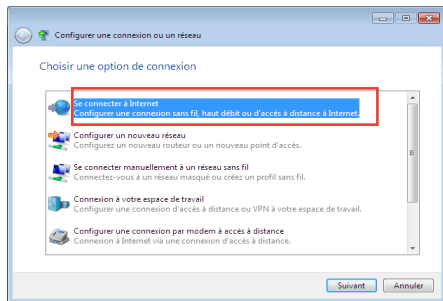 Configurer une connexion ou un réseau
Choisir une option de connexion
Se connecter à Internet
Configurer une connexion sans fil, haut débit ou d'accès à distance à Internet.
Configurer un nouveau réseau
Configurez un nouveau routeur ou un nouveau point d'accès.
Se connecter manuellement à un réseau sans fil
Connectez-vous à un réseau masqué ou créez un profil sans fil.
Connexion à votre espace de travail
Configurer une connexion d'accès à distance ou VPN à votre espace de travail.
Configurer une connexion par modem à accès à distance
Connexion à Internet via une connexion d'accès à distance.
Suivant Annuler